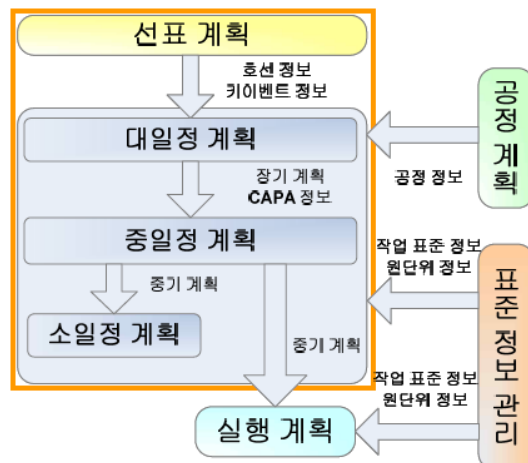 선표 계획
호선 정보
키이벤트 정보
대일정 계획
공정 계획
공정 정보
장기 계획
CAPA 정보
중일정 계획
작업 표준 정보
원단위 정보
중기 계획
소일정 계획
중기 계획
표준 정보 관리
작업 표준 정보
원단위 정보
실행 계획